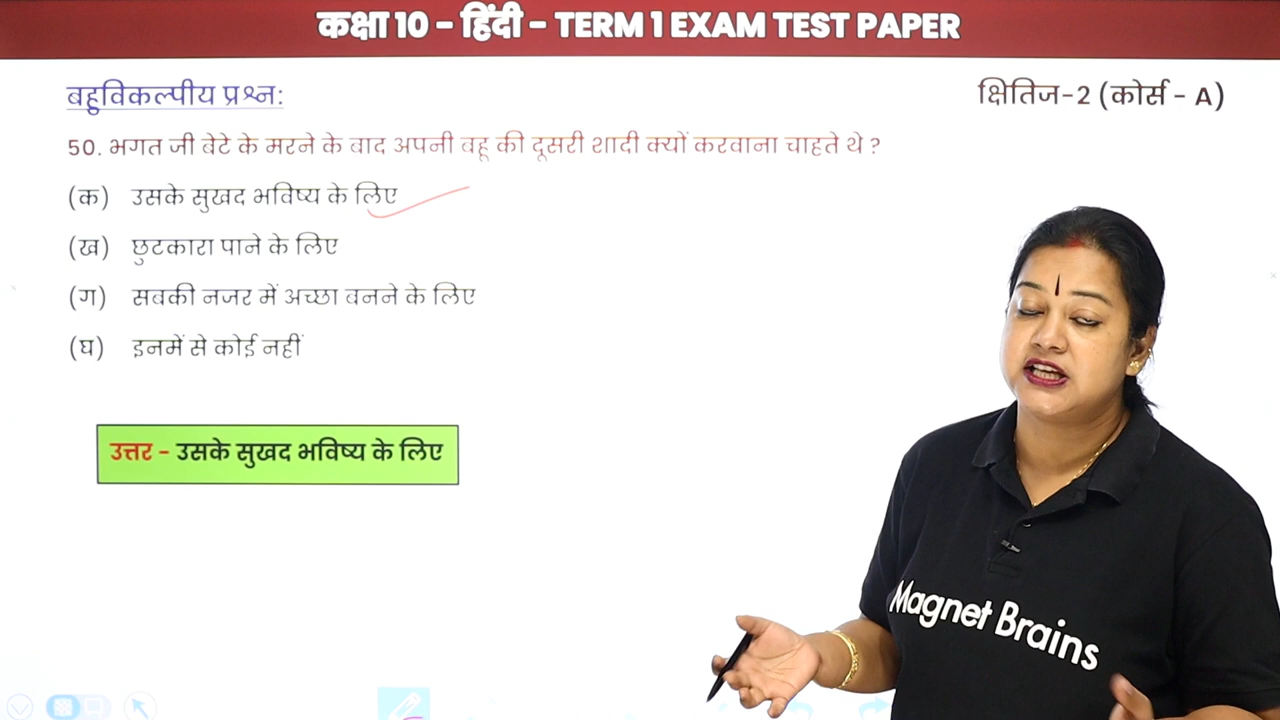 कक्षा 10 - हिंदी - TERM 1 EXAM TEST PAPER
बहुविकल्पीय प्रश्न:
क्षितिज-2 (कोर्स - A)
50. भगत जी बेटे के मरने के बाद अपनी बहू की दूसरी शादी क्यों करवाना चाहते थे ?
(क) उसके सुखद भविष्य के लिए
(ख) छुटकारा पाने के लिए
(ग) सबकी नजर में अच्छा बनने के लिए
(घ) इनमें से कोई नहीं
उत्तर - उसके सुखद भविष्य के लिए
Magnet Brains